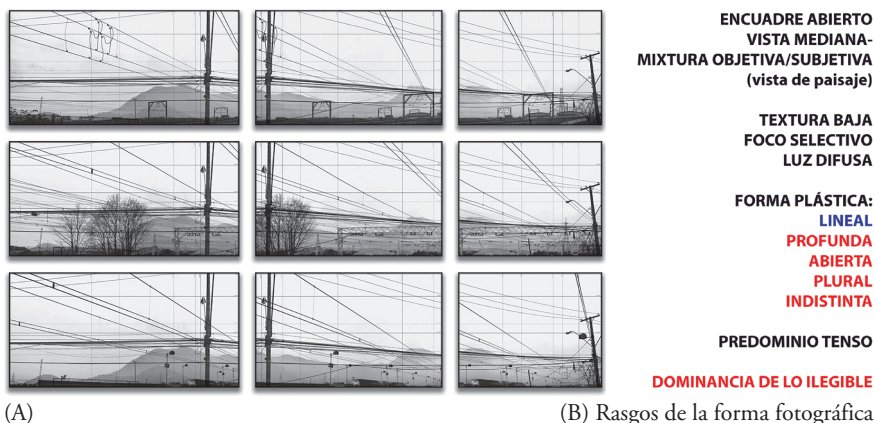 ENCUADRE ABIERTO
VISTA MEDIANA-
MIXTURA OBJETIVA/SUBJETIVA
(vista de paisaje)
TEXTURA BAJA
FOCO SELECTIVO
LUZ DIFUSA
FORMA PLÁSTICA:
LINEAL
PROFUNDA
ABIERTA
PLURAL
INDISTINTA
PREDOMINIO TENSO
DOMINANCIA DE LO ILEGIBLE
(A)
(B) Rasgos de la forma fotográfica